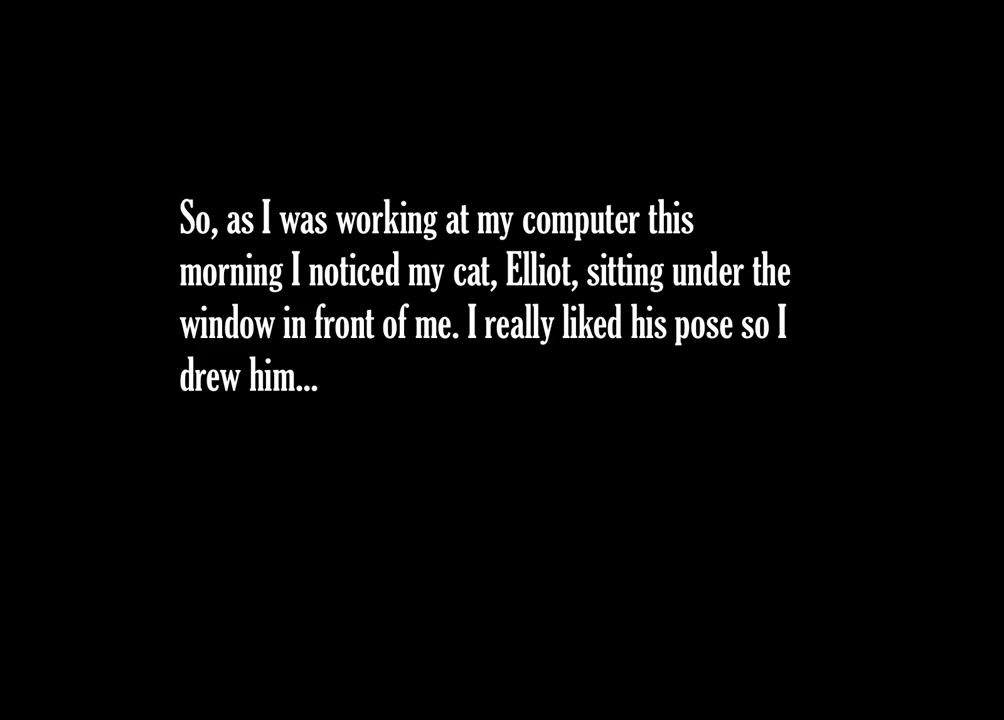 So, as I was working at my computer this
morning I noticed my cat, Elliot, sitting under the
window in front of me. I really liked his pose so I
drew him...